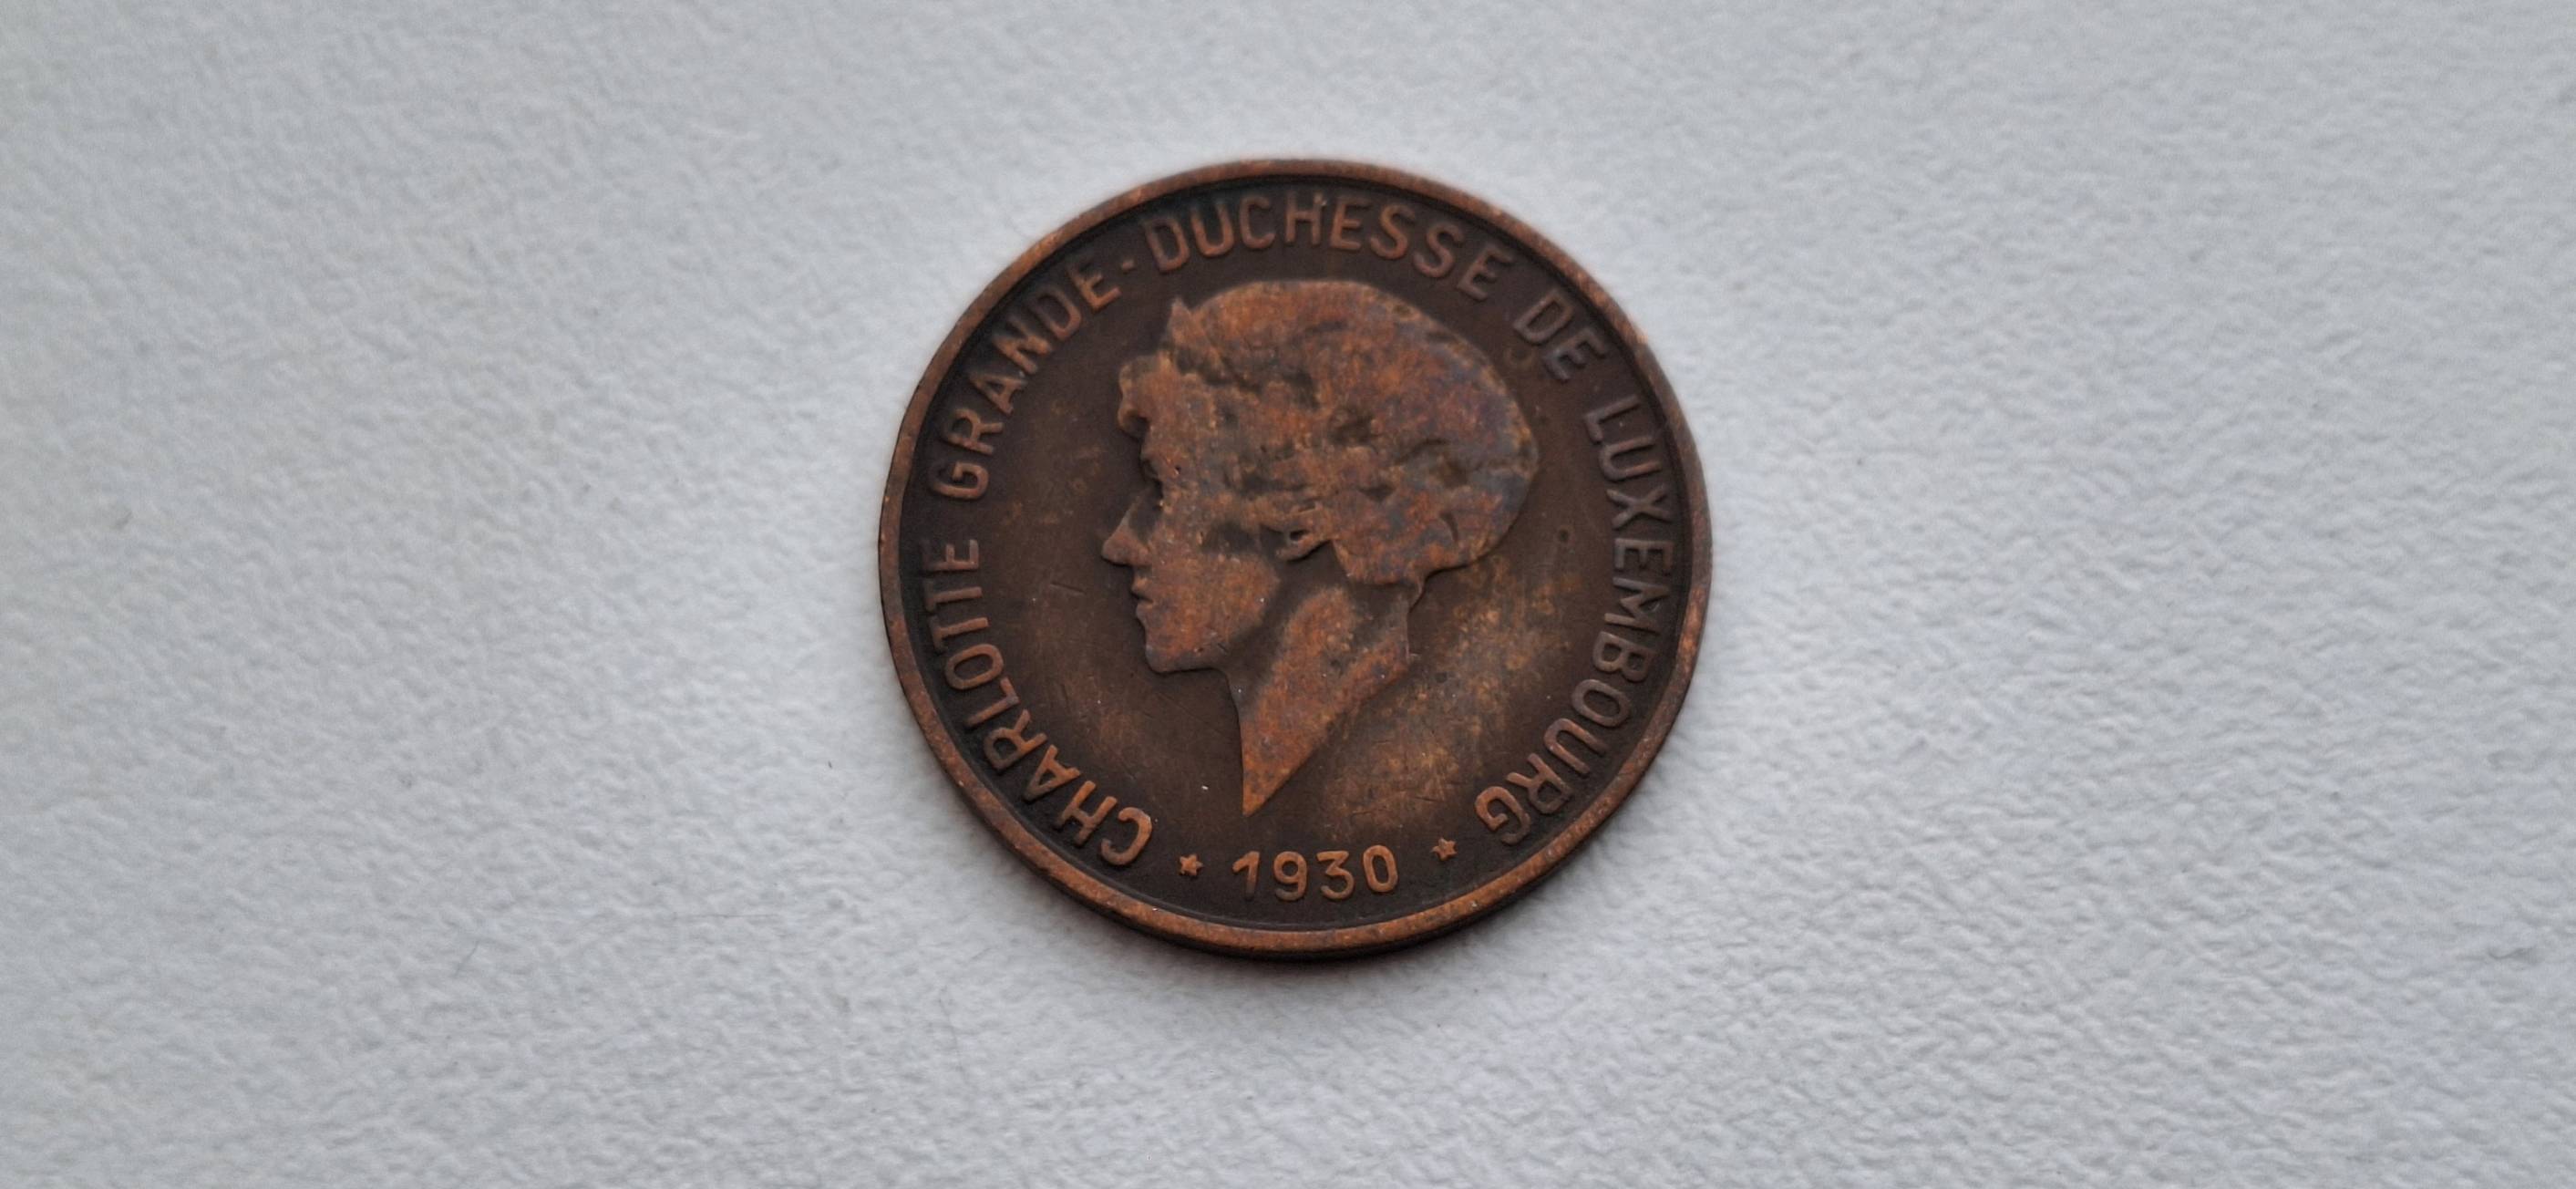 CHARLOTTE GRANDE-DUCHESSE DE LUXEMBOURG
* 1930 *